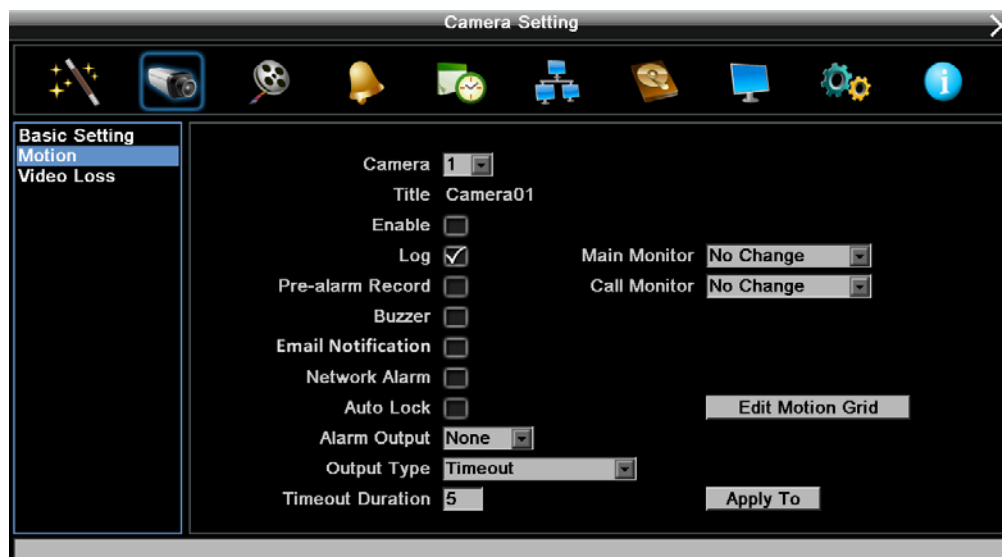 Camera Setting
Basic Setting
Motion
Video Loss
Camera 1
Title Camera01
Enable
Log Main Monitor No Change
Pre-alarm Record Call Monitor No Change
Buzzer
Email Notification
Network Alarm
Auto Lock Edit Motion Grid
Alarm Output None
Output Type Timeout
Timeout Duration 5 Apply To